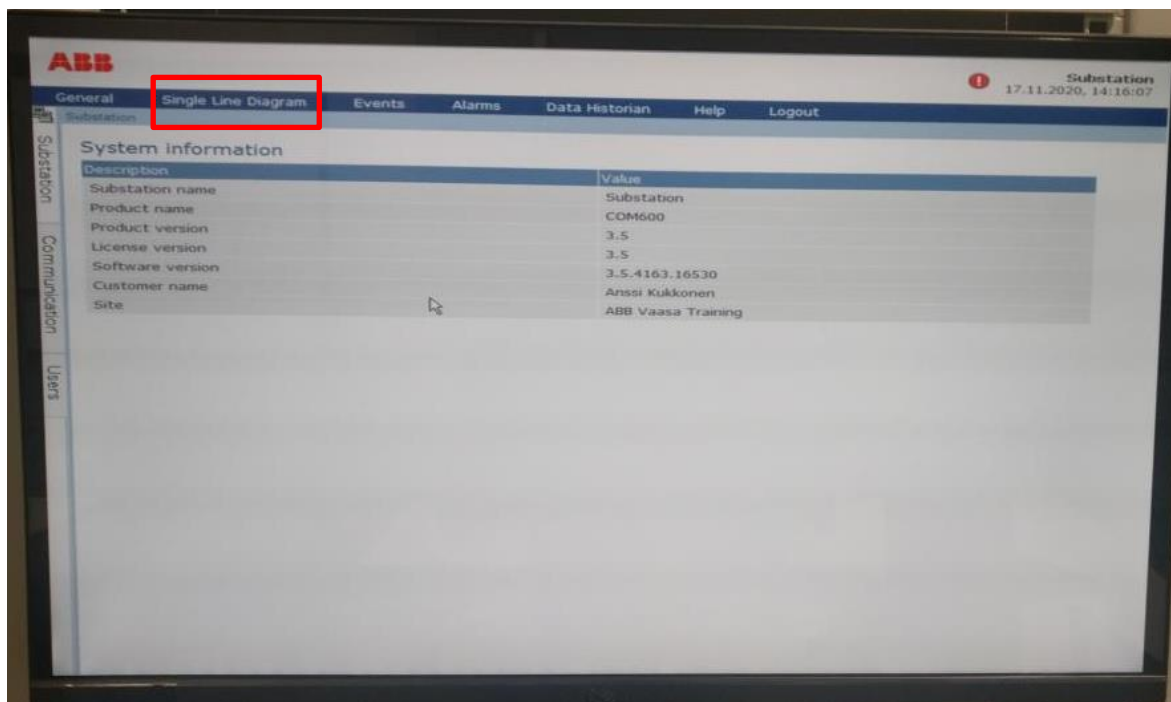 ABB
Substation
17.11.2020, 14:16:07
General Single Line Diagram Events Alarms Data Historian Help Logout
Substation
Substation
Communication
Users
System information
Description Value
Substation name Substation
Product name COM600
Product version 3.5
License version 3.5
Software version 3.5.4163.16530
Customer name Anssi Kukkonen
Site ABB Vaasa Training